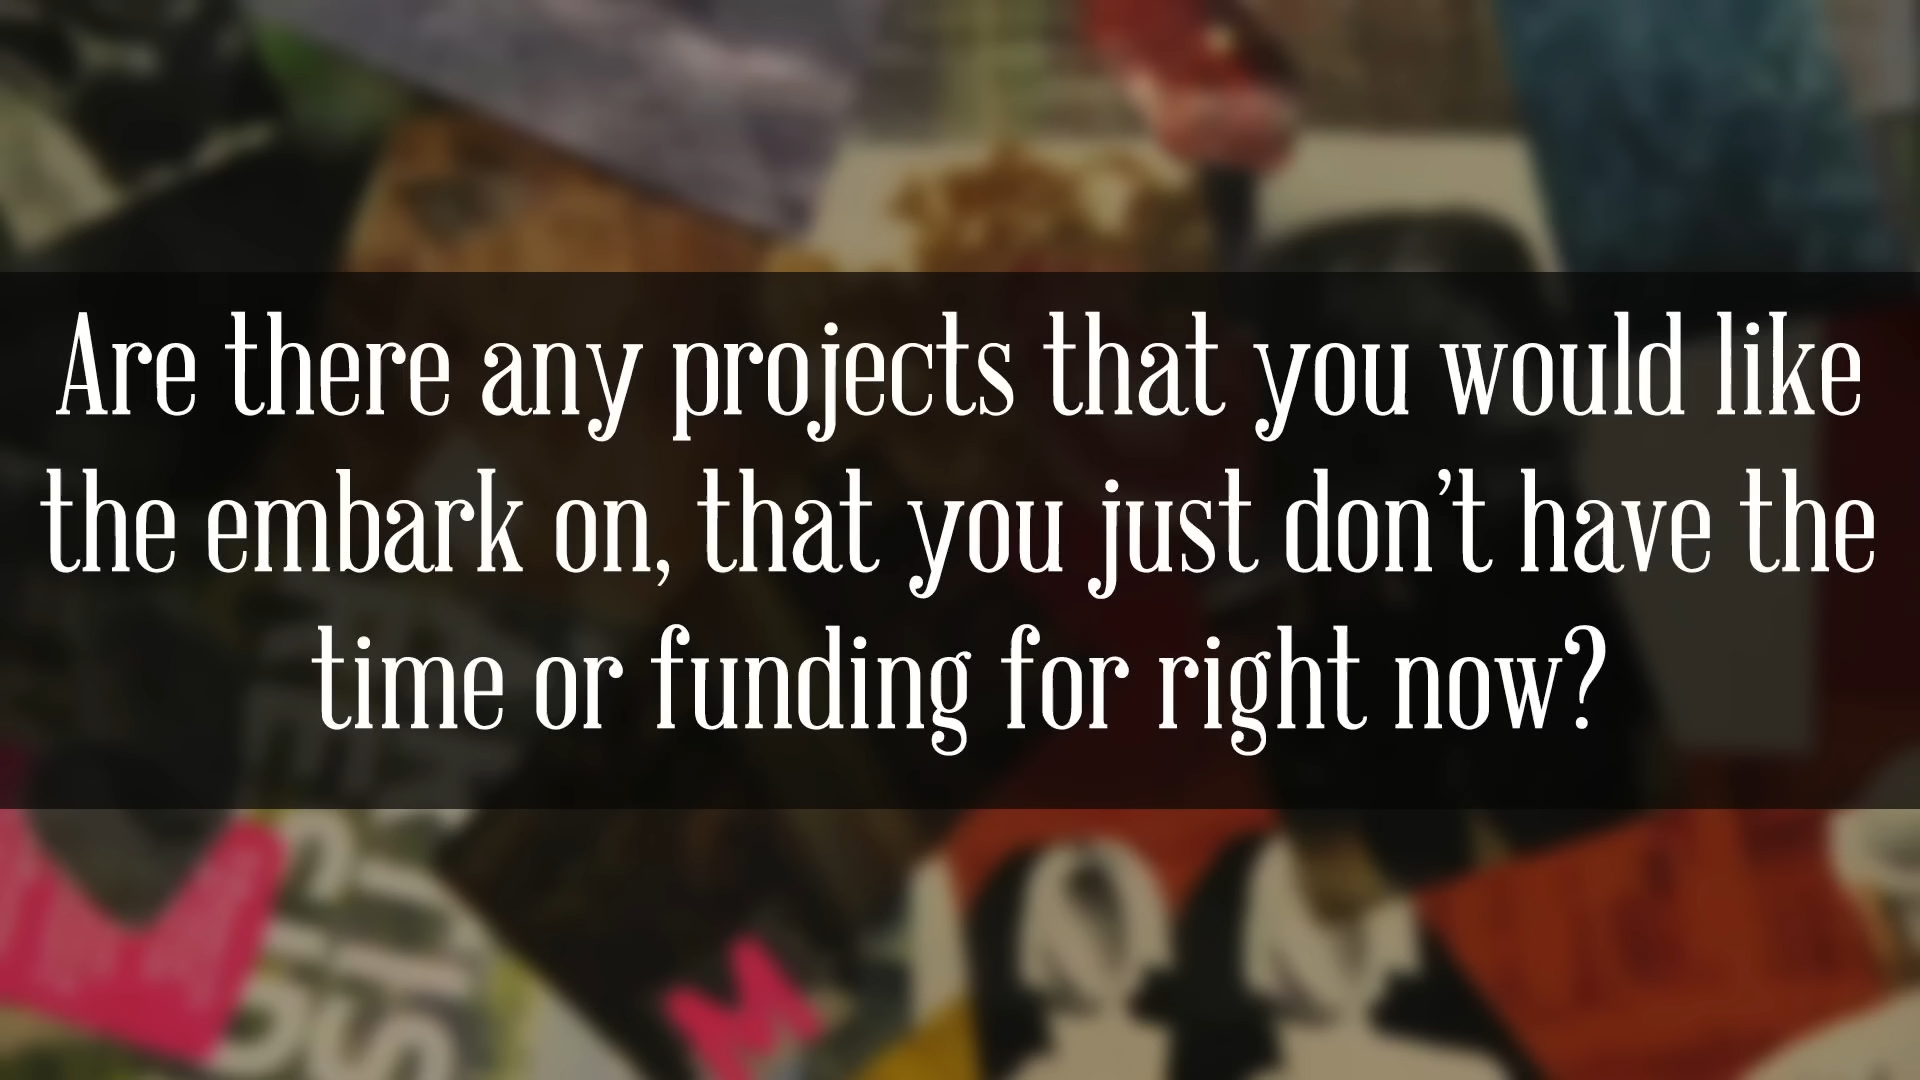 Are there any projects that you would like
the embark on, that you just don’t have the
time or funding for right now?